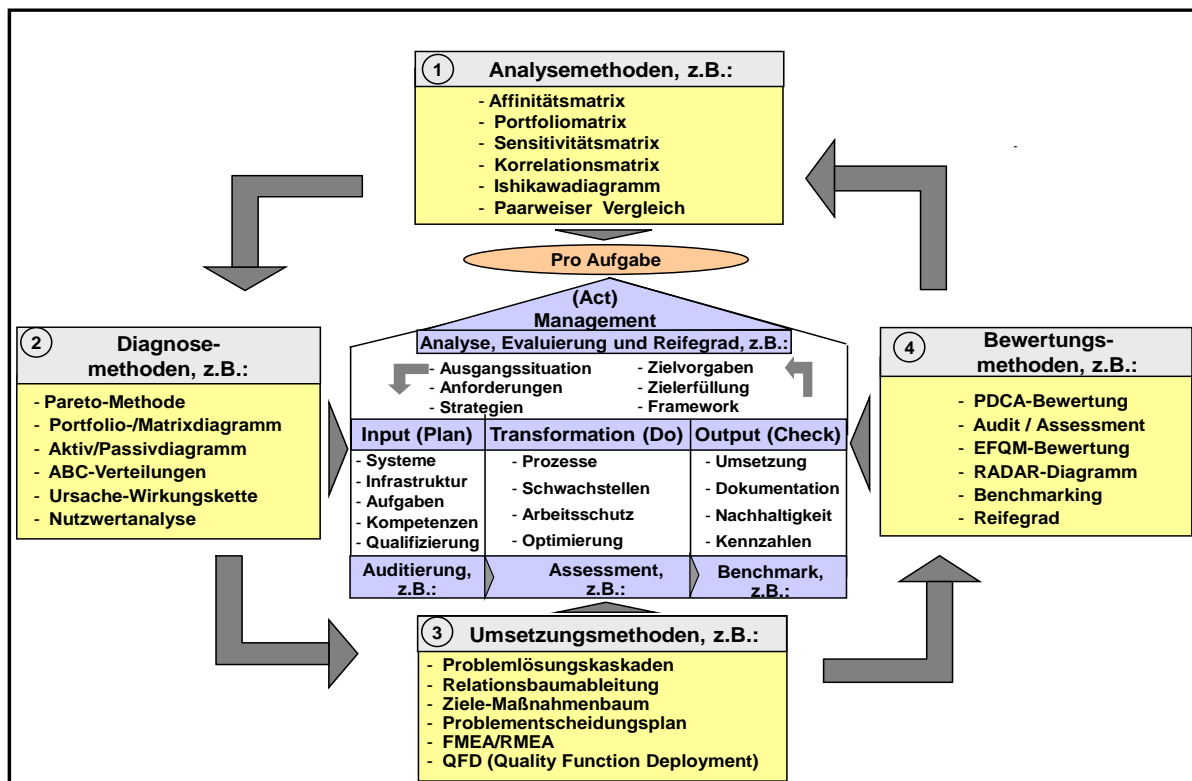 1 Analysemethoden, z.B.:
- Affinitätsmatrix
- Portfoliomatrix
- Sensitivitätsmatrix
- Korrelationsmatrix
- Ishikawadiagramm
- Paarweiser Vergleich
-
Pro Aufgabe
(Act)
Management
Analyse, Evaluierung und Reifegrad, z.B.:
- Ausgangssituation
- Anforderungen
- Strategien
- Zielvorgaben
- Zielerfüllung
- Framework
Input (Plan)
- Systeme
- Infrastruktur
- Aufgaben
- Kompetenzen
- Qualifizierung
Auditierung,
z.B.:
Transformation (Do)
- Prozesse
- Schwachstellen
- Arbeitsschutz
- Optimierung
Assessment,
z.B.:
Output (Check)
- Umsetzung
- Dokumentation
- Nachhaltigkeit
- Kennzahlen
Benchmark,
z.B.:
2 Diagnose-
methoden, z.B.:
- Pareto-Methode
- Portfolio-/Matrixdiagramm
- Aktiv/Passivdiagramm
- ABC-Verteilungen
- Ursache-Wirkungskette
- Nutzwertanalyse
3 Umsetzungsmethoden, z.B.:
- Problemlösungskaskaden
- Relationsbaumableitung
- Ziele-Maßnahmenbaum
- Problementscheidungsplan
- FMEA/RMEA
- QFD (Quality Function Deployment)
4 Bewertungs-
methoden, z.B.:
- PDCA-Bewertung
- Audit / Assessment
- EFQM-Bewertung
- RADAR-Diagramm
- Benchmarking
- Reifegrad